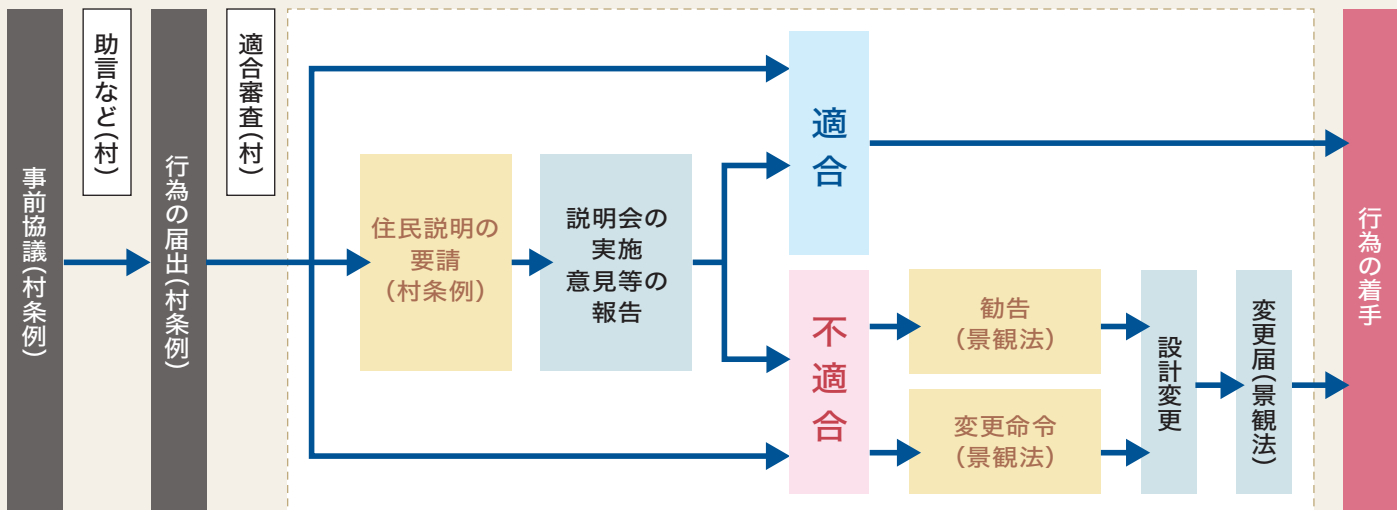 事前協議(村条例)
助言など(村)
行為の届出(村条例)
適合審査(村)
住民説明の
要請
(村条例)
説明会の
実施
意見等の
報告
適合
不適合
勧告
(景観法)
変更命令
(景観法)
設計変更
変更届(景観法)
行為の着手